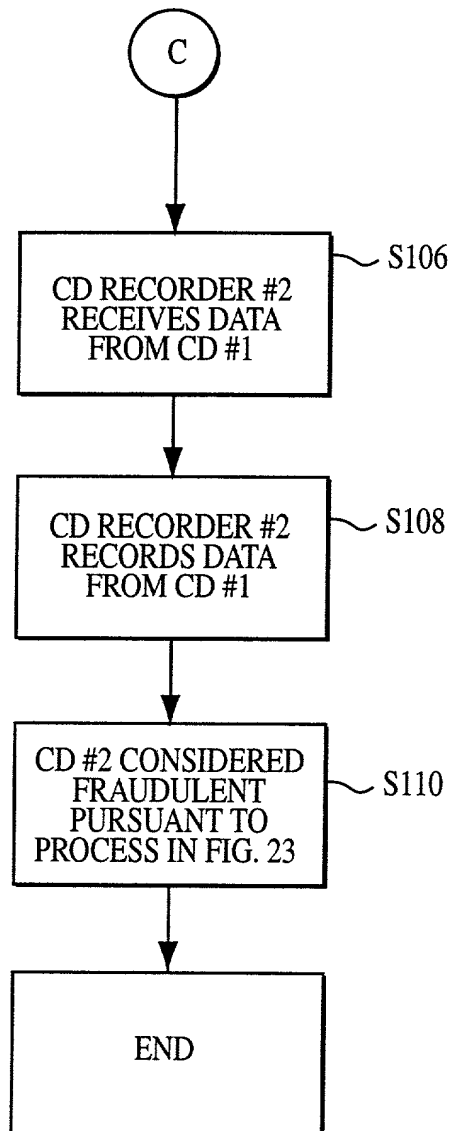 C
CD RECORDER #2
RECEIVES DATA
FROM CD #1
S106
CD RECORDER #2
RECORDS DATA
FROM CD #1
S108
CD #2 CONSIDERED
FRAUDULENT
PURSUANT TO
PROCESS IN FIG. 23
S110
END